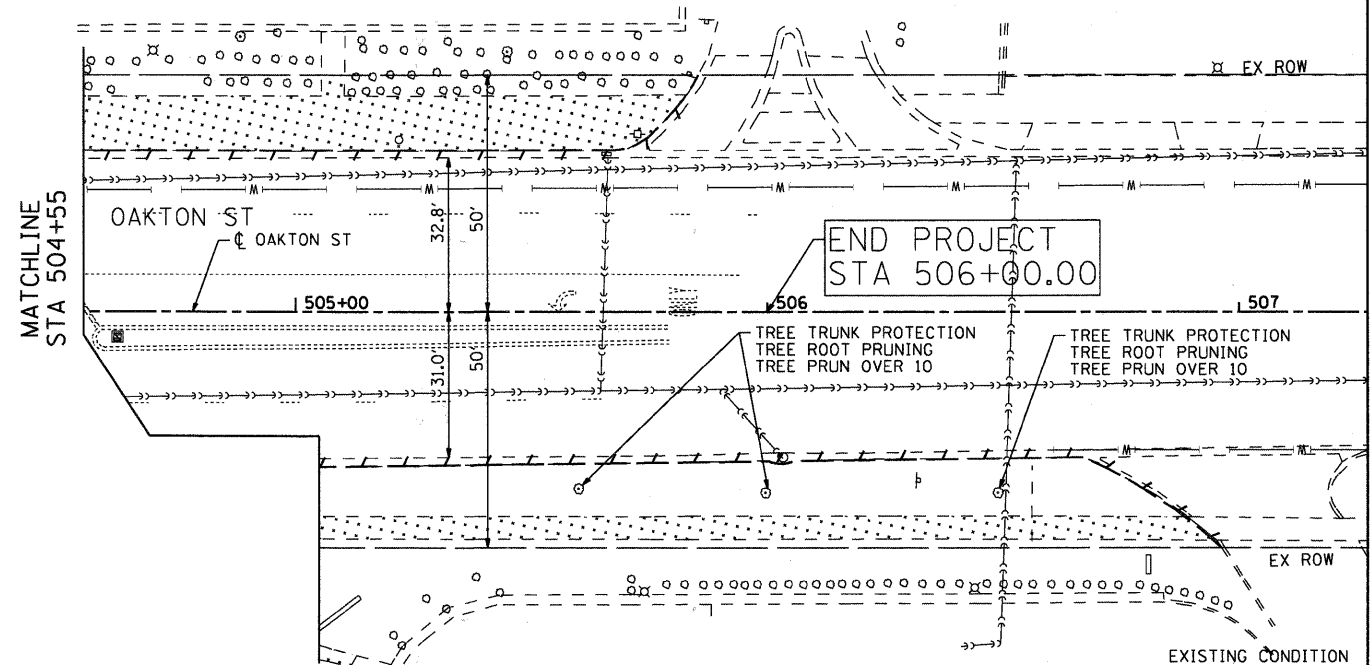 EX ROW
MATCHLINE
STA 504+55
OAKTON ST
℄ OAKTON ST
32.8'
50'
END PROJECT
STA 506+00.00
505+00
506
507
31.0'
50'
TREE TRUNK PROTECTION
TREE ROOT PRUNING
TREE PRUN OVER 10
TREE TRUNK PROTECTION
TREE ROOT PRUNING
TREE PRUN OVER 10
W
W
W
W
W
W
W
W
W
EX ROW
EXISTING CONDITION